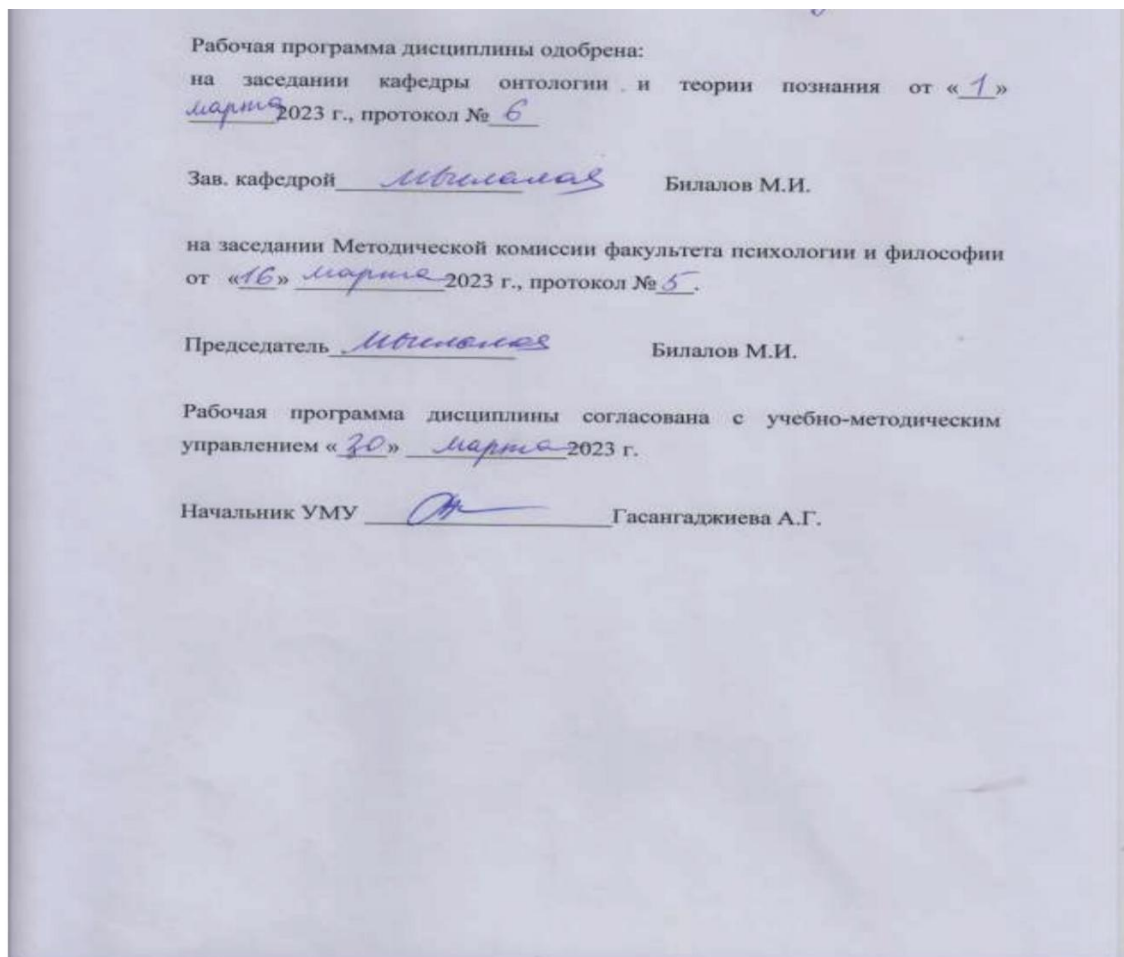 Рабочая программа дисциплины одобрена:
на заседании кафедры онтологии и теории познания от «1»
марта 2023 г., протокол № 6
Зав. кафедрой Билалов М.И.
на заседании Методической комиссии факультета психологии и философии
от «16» марта 2023 г., протокол № 5.
Председатель Билалов М.И.
Рабочая программа дисциплины согласована с учебно-методическим
управлением «30» марта 2023 г.
Начальник УМУ Гасангаджиева А.Г.